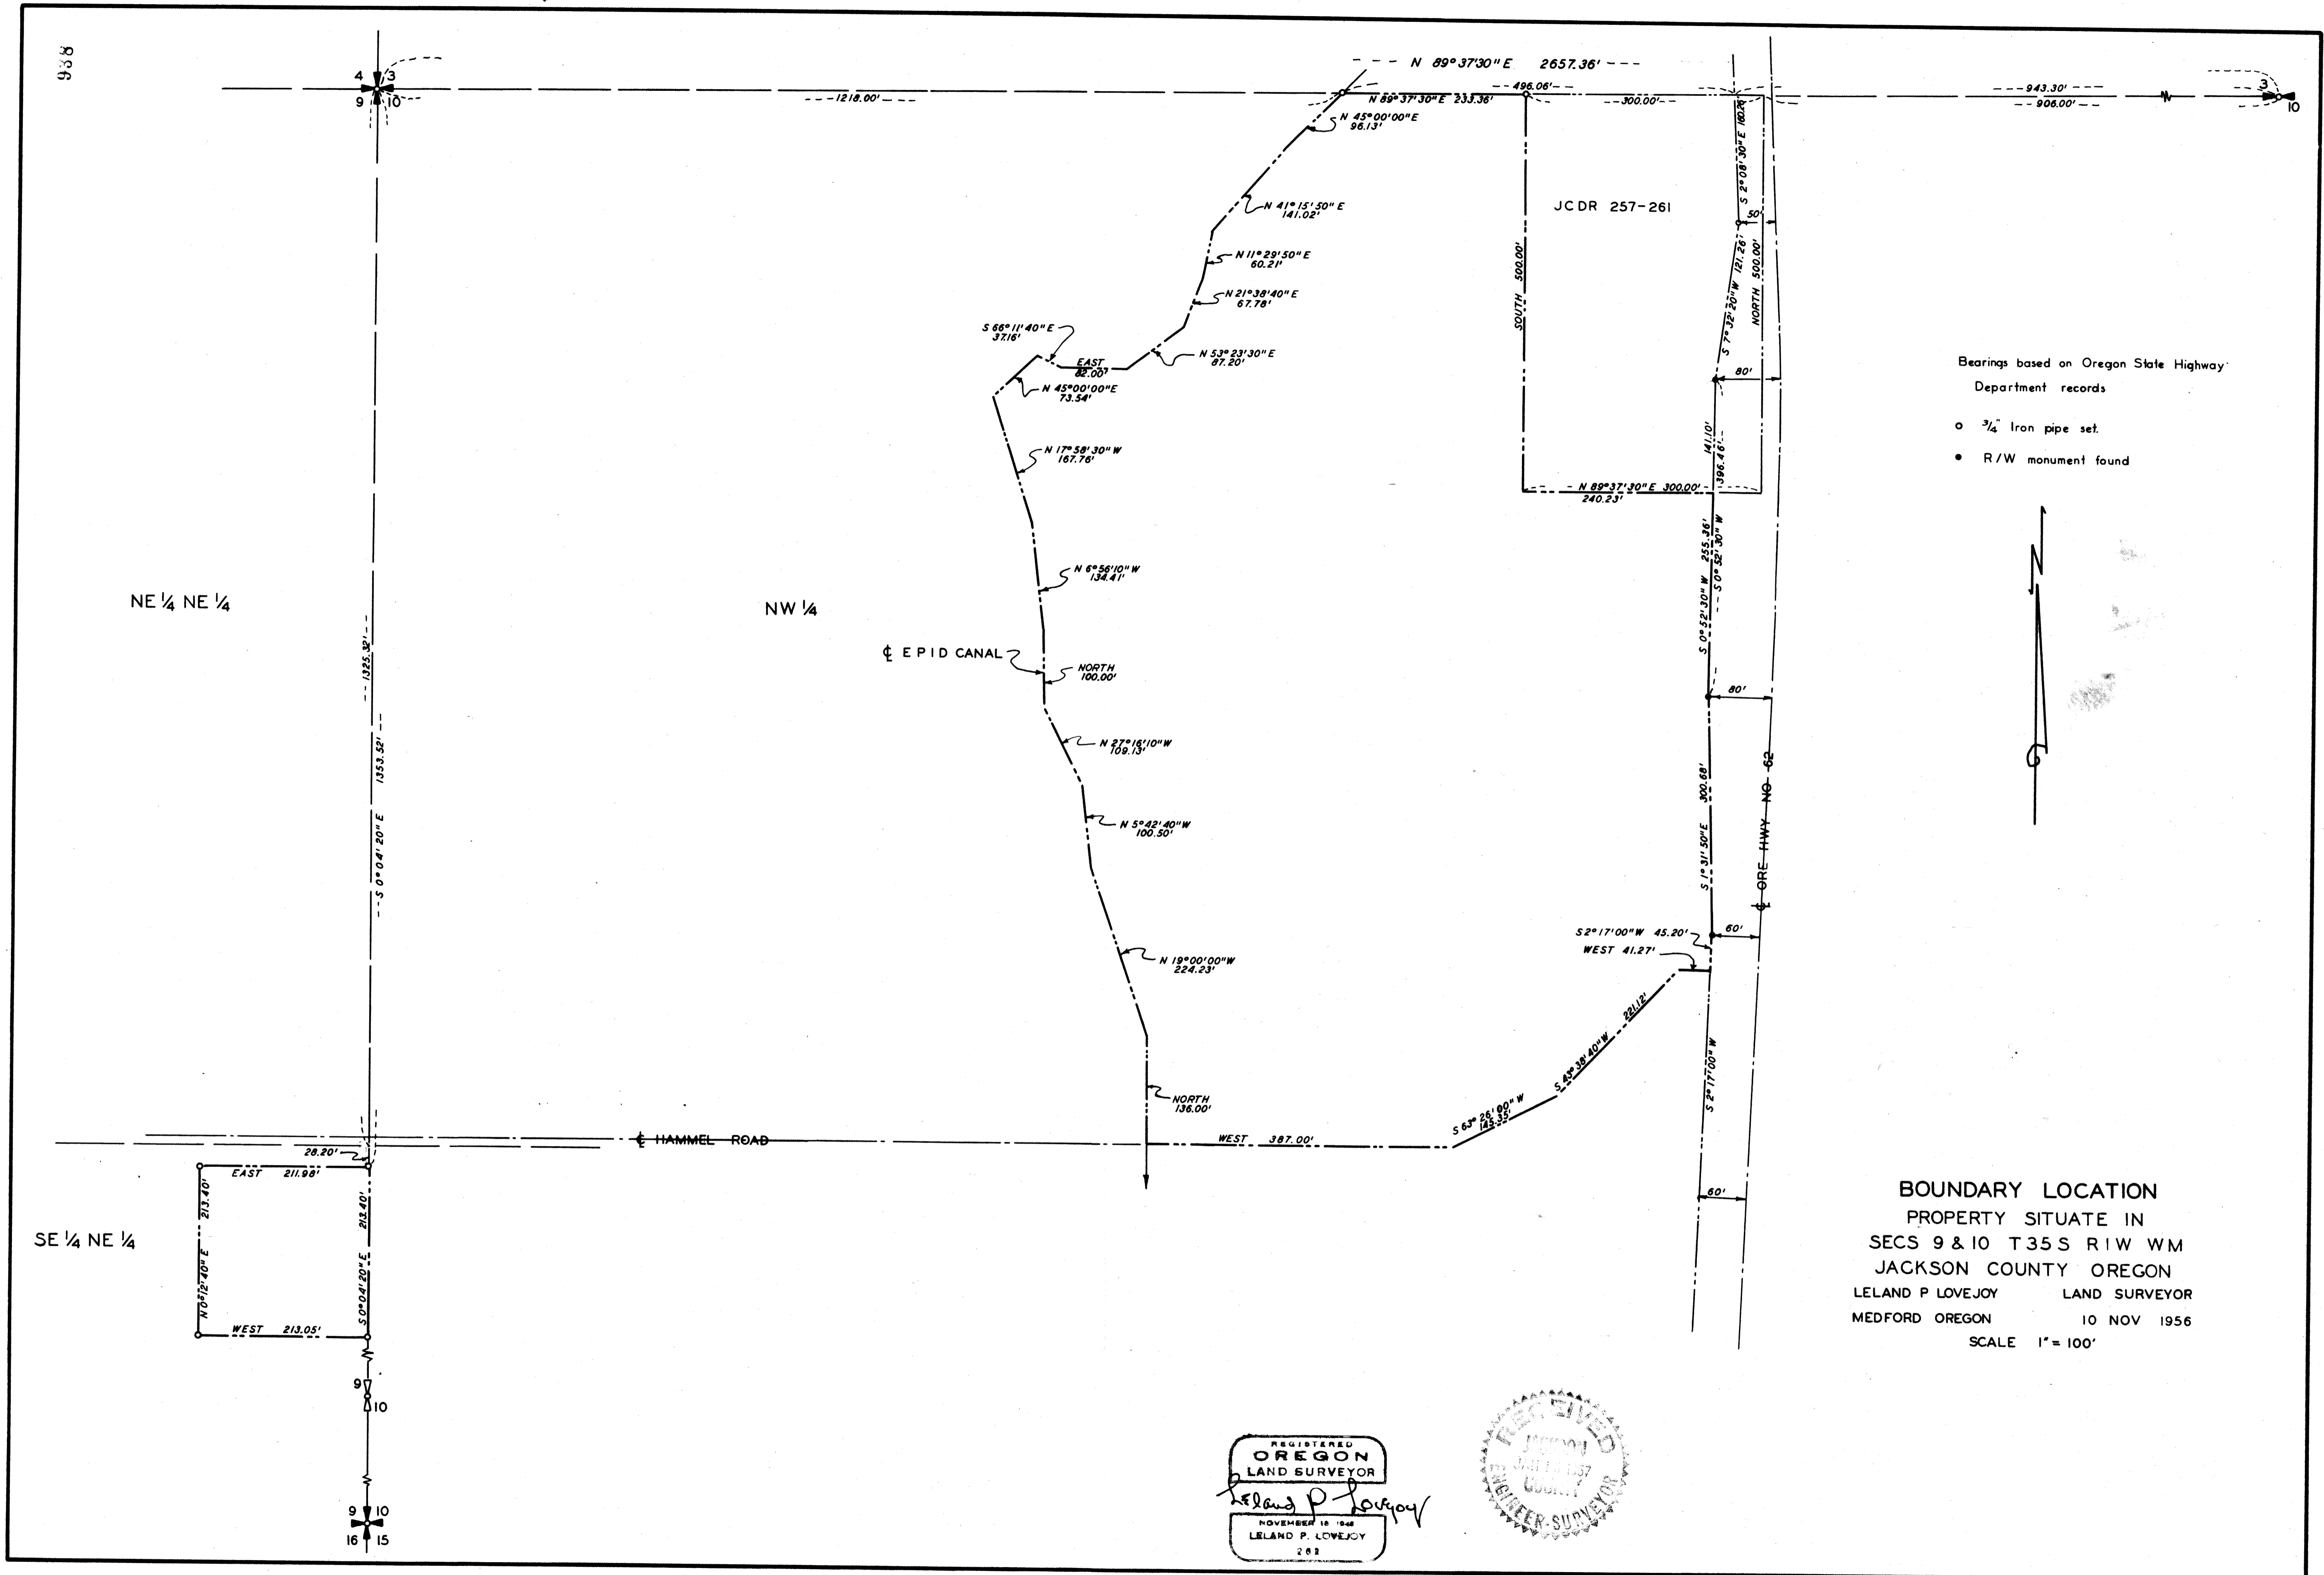 938
4 3
9 10
--- N 89° 37'30" E 2657.36' ---
---1218.00'---
N 89° 37'30" E 233.36'
--496.06'--
--300.00'--
---943.30'---
---906.00'---
3
10
N 45°00'00"E
96.13'
N 41° 15' 50" E
141.02'
N 11° 29' 50" E
60.21'
N 21° 38' 40" E
67.78'
N 53° 23' 30" E
87.20'
EAST
82.00'
S 66° 11' 40" E
37.16'
N 45°00'00"E
73.54'
N 17° 58' 30" W
167.76'
N 6° 56' 10" W
134.41'
₵ E P I D CANAL
NORTH
100.00'
N 27° 16' 10" W
109.13'
N 5° 42' 40" W
100.50'
N 19°00'00"W
224.23'
NORTH
136.00'
JCDR 257-261
SOUTH 500.00'
S 2° 08' 30" E
50'
S 7° 32' 20" W 121.26'
NORTH 500.00'
80'
141.10'
396.46'--
- N 89° 37' 30" E 300.00'
240.23'
S 0° 52' 30" W 255.36'
--- S 0° 52' 30" W
80'
S 1° 31' 50" E 300.68'
₵ ORE HWY NO 62
S 2° 17' 00" W 45.20'
60'
WEST 41.27'
S 43° 38' 40" W 221.12'
S 63° 26' 00" W
145.35'
WEST 387.00'
S 2° 17' 00" W
60'
NE 1/4 NE 1/4
NW 1/4
-- 1325.32' --
-- S 0° 04' 20" E 1353.52' --
₵ HAMMEL ROAD
28.20'
EAST 211.98'
N 0° 12' 40" E 213.40'
S 0° 04' 20" E 213.40'
WEST 213.05'
SE 1/4 NE 1/4
9
10
9 10
16 15
Bearings based on Oregon State Highway
Department records
3/4" Iron pipe set.
R/W monument found
N
BOUNDARY LOCATION
PROPERTY SITUATE IN
SECS 9 & 10 T35S R1W WM
JACKSON COUNTY OREGON
LELAND P LOVEJOY LAND SURVEYOR
MEDFORD OREGON 10 NOV 1956
SCALE 1" = 100'
REGISTERED
OREGON
LAND SURVEYOR
Leland P Lovejoy
NOVEMBER 18
LELAND P. LOVEJOY
262
RECEIVED
JACKSON
COUNTY
ENGINEER-SURVEYOR